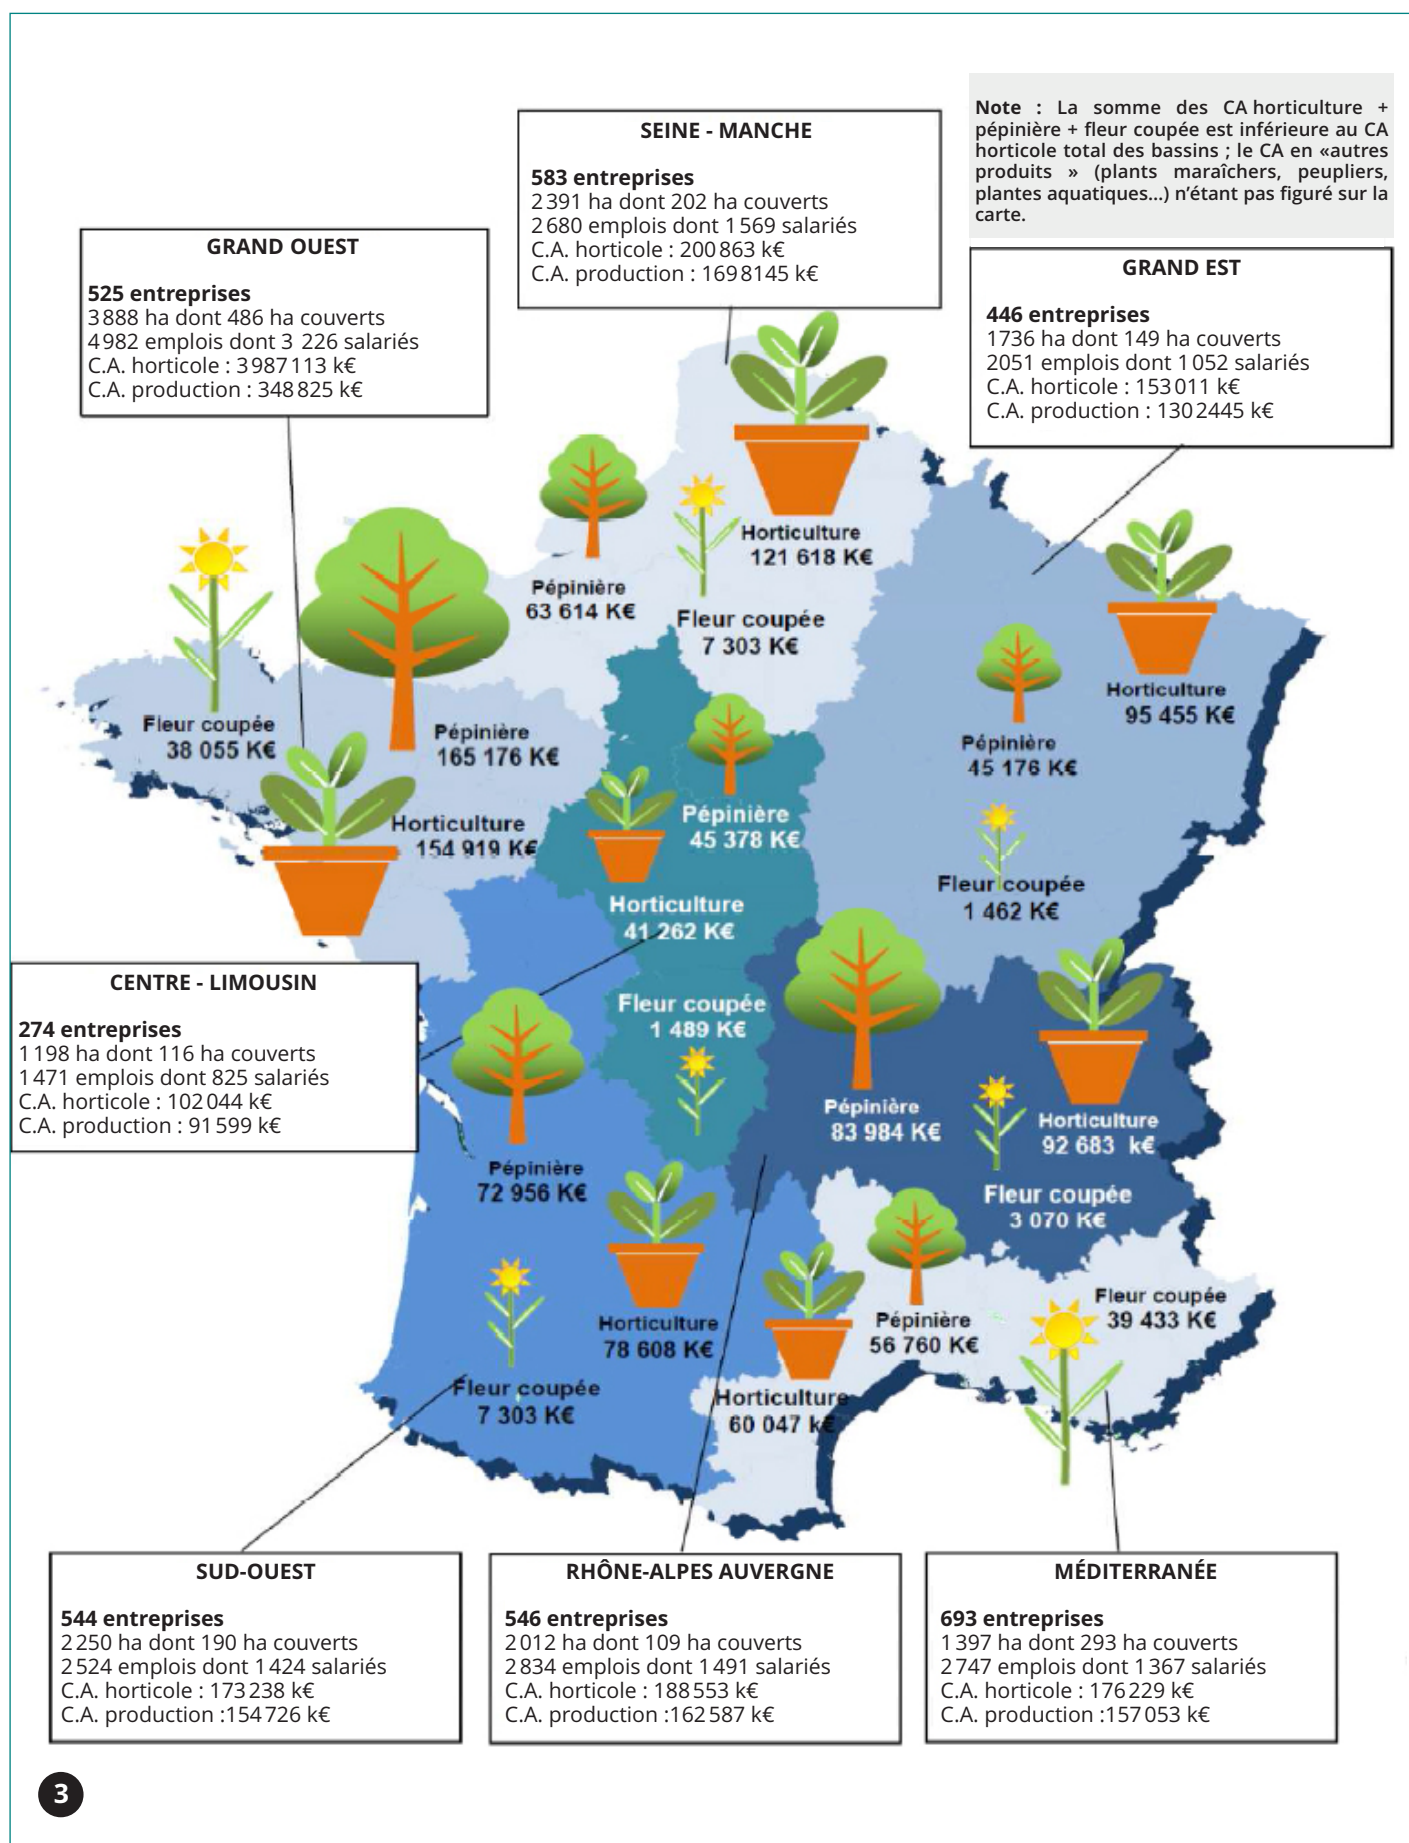 Note : La somme des CA horticulture +
pépinière + fleur coupée est inférieure au CA
horticole total des bassins ; le CA en «autres
produits » (plants maraîchers, peupliers,
plantes aquatiques...) n'étant pas figuré sur la
carte.
SEINE - MANCHE
583 entreprises
2 391 ha dont 202 ha couverts
2 680 emplois dont 1 569 salariés
C.A. horticole : 200 863 k€
C.A. production : 169 8145 k€
GRAND OUEST
525 entreprises
3 888 ha dont 486 ha couverts
4 982 emplois dont 3 226 salariés
C.A. horticole : 3 987 113 k€
C.A. production : 348 825 k€
GRAND EST
446 entreprises
1736 ha dont 149 ha couverts
2051 emplois dont 1 052 salariés
C.A. horticole : 153 011 k€
C.A. production : 130 2445 k€
Horticulture
121 618 K€
Pépinière
63 614 K€
Fleur coupée
7 303 K€
Fleur coupée
38 055 K€
Pépinière
165 176 K€
Horticulture
154 919 K€
Horticulture
95 455 K€
Pépinière
45 176 K€
Fleur coupée
1 462 K€
Pépinière
45 378 K€
Horticulture
41 262 K€
Fleur coupée
1 489 K€
CENTRE - LIMOUSIN
274 entreprises
1 198 ha dont 116 ha couverts
1 471 emplois dont 825 salariés
C.A. horticole : 102 044 k€
C.A. production : 91 599 k€
Pépinière
83 984 K€
Horticulture
92 683 k€
Fleur coupée
3 070 K€
Pépinière
72 956 K€
Horticulture
78 608 K€
Fleur coupée
7 303 K€
Pépinière
56 760 K€
Fleur coupée
39 433 K€
Horticulture
60 047 k€
SUD-OUEST
544 entreprises
2 250 ha dont 190 ha couverts
2 524 emplois dont 1 424 salariés
C.A. horticole : 173 238 k€
C.A. production :154 726 k€
RHÔNE-ALPES AUVERGNE
546 entreprises
2 012 ha dont 109 ha couverts
2 834 emplois dont 1 491 salariés
C.A. horticole : 188 553 k€
C.A. production :162 587 k€
MÉDITERRANÉE
693 entreprises
1 397 ha dont 293 ha couverts
2 747 emplois dont 1 367 salariés
C.A. horticole : 176 229 k€
C.A. production :157 053 k€
3